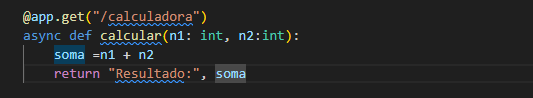 @app.get("/calculadora")
async def calcular(n1: int, n2:int):
soma =n1 + n2
return "Resultado:", soma